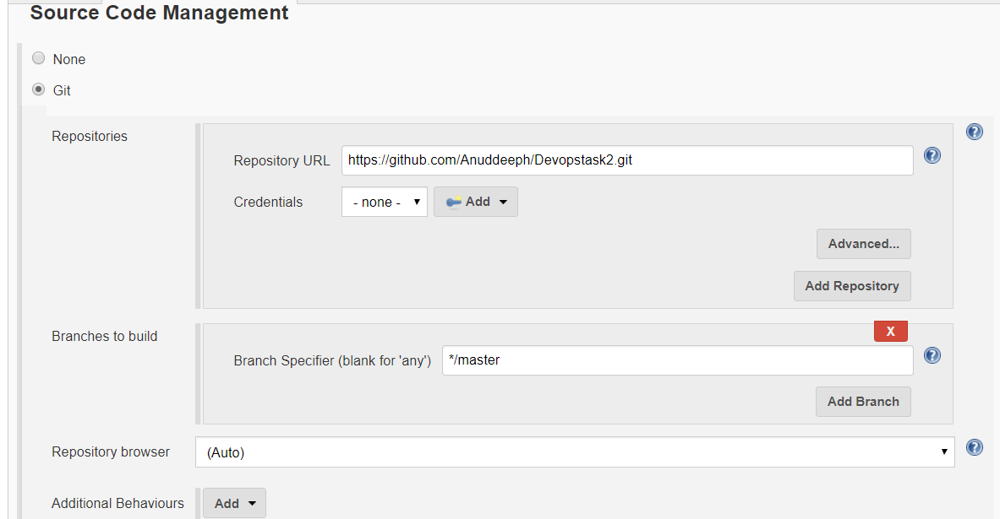 Source Code Management
None
Git
Repositories
Repository URL https://github.com/Anuddeeph/Devopstask2.git
Credentials - none - Add
Advanced...
Add Repository
Branches to build
X
Branch Specifier (blank for 'any') */master
Add Branch
Repository browser (Auto)
Additional Behaviours Add